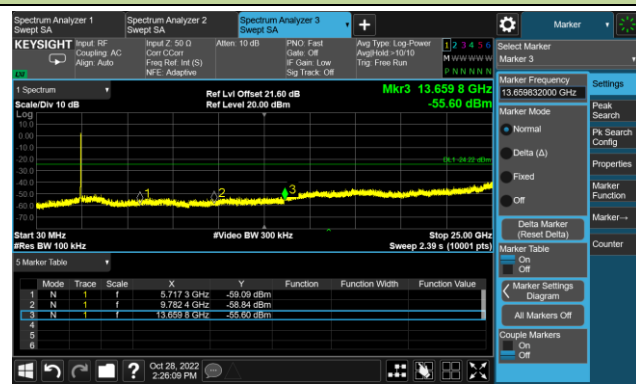 Spectrum Analyzer 1
Swept SA
Spectrum Analyzer 2
Swept SA
Spectrum Analyzer 3
Swept SA
Marker
KEYSIGHT
Input: RF
Coupling: AC
Align: Auto
Input Z: 50 Ω
Corr CCorr
Freq Ref: Int (S)
NFE: Adaptive
Atten: 10 dB
PNO: Fast
Gate: Off
IF Gain: Low
Sig Track: Off
Avg Type: Log-Power
Avg|Hold:>10/10
Trig: Free Run
1 2 3 4 5 6
M W W W W W
P N N N N N
LW
Select Marker
Marker 3
1 Spectrum
Scale/Div 10 dB
Log
Ref Lvl Offset 21.60 dB
Ref Level 20.00 dBm
Mkr3 13.659 8 GHz
-55.60 dBm
10.0
0.00
-10.0
-20.0
-30.0
-40.0
-50.0
-60.0
-70.0
DL1 -24.22 dBm
1
2
3
Start 30 MHz
#Res BW 100 kHz
#Video BW 300 kHz
Stop 25.00 GHz
Sweep 2.39 s (10001 pts)
5 Marker Table
Mode Trace Scale X Y Function Function Width Function Value
1 N 1 f 5.717 3 GHz -59.09 dBm
2 N 1 f 9.782 4 GHz -58.84 dBm
3 N 1 f 13.659 8 GHz -55.60 dBm
4
5
6
Marker Frequency
13.659832000 GHz
Marker Mode
Normal
Delta (Δ)
Fixed
Off
Delta Marker
(Reset Delta)
Marker Table
On
Off
Marker Settings
Diagram
All Markers Off
Couple Markers
On
Off
Settings
Peak
Search
Pk Search
Config
Properties
Marker
Function
Marker→
Counter
?
Oct 28, 2022
2:26:09 PM